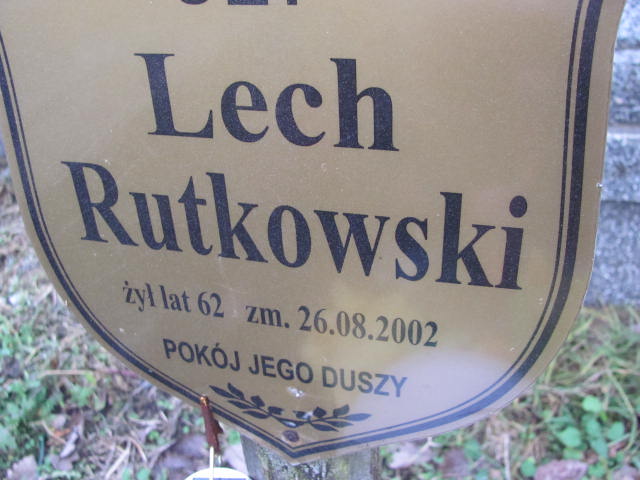 Lech
Rutkowski
żył lat 62 zm. 26.08.2002
POKÓJ JEGO DUSZY